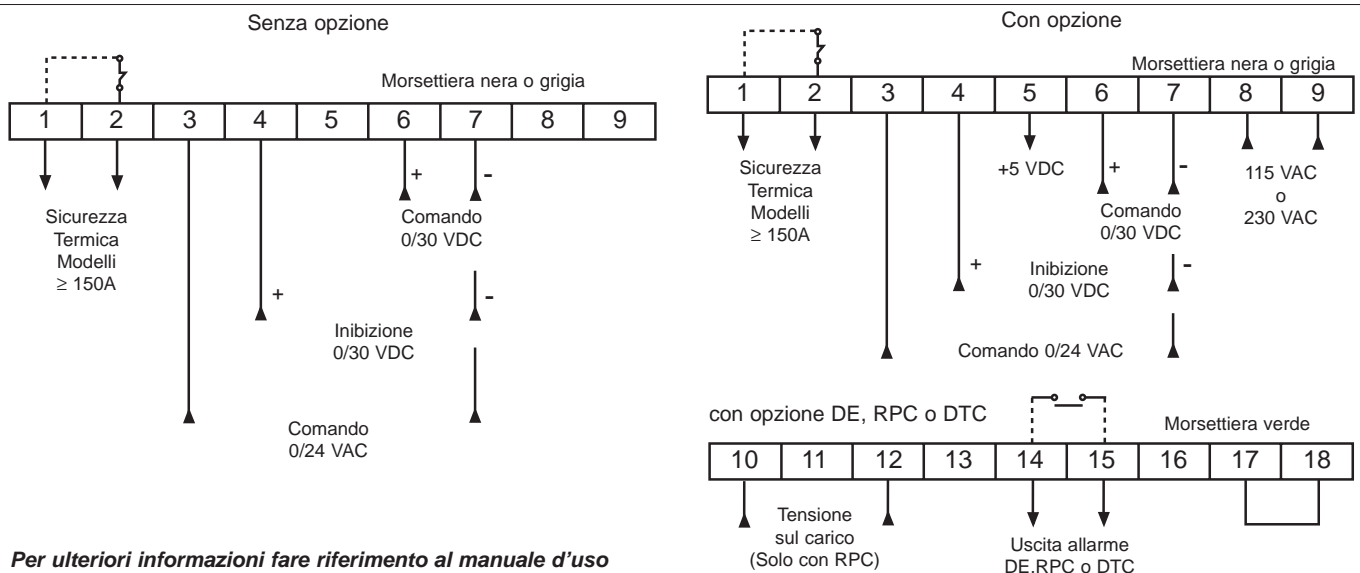 Senza opzione
Morsettiera nera o grigia
1 2 3 4 5 6 7 8 9
+ -
Sicurezza
Termica
Modelli
≥ 150A
Comando
0/30 VDC
+ -
Inibizione
0/30 VDC
Comando
0/24 VAC
Per ulteriori informazioni fare riferimento al manuale d'uso
Con opzione
Morsettiera nera o grigia
1 2 3 4 5 6 7 8 9
Sicurezza
Termica
Modelli
≥ 150A
+5 VDC
+ -
Comando
0/30 VDC
115 VAC
o
230 VAC
+ -
Inibizione
0/30 VDC
Comando 0/24 VAC
con opzione DE, RPC o DTC
Morsettiera verde
10 11 12 13 14 15 16 17 18
Tensione
sul carico
(Solo con RPC)
Uscita allarme
DE,RPC o DTC